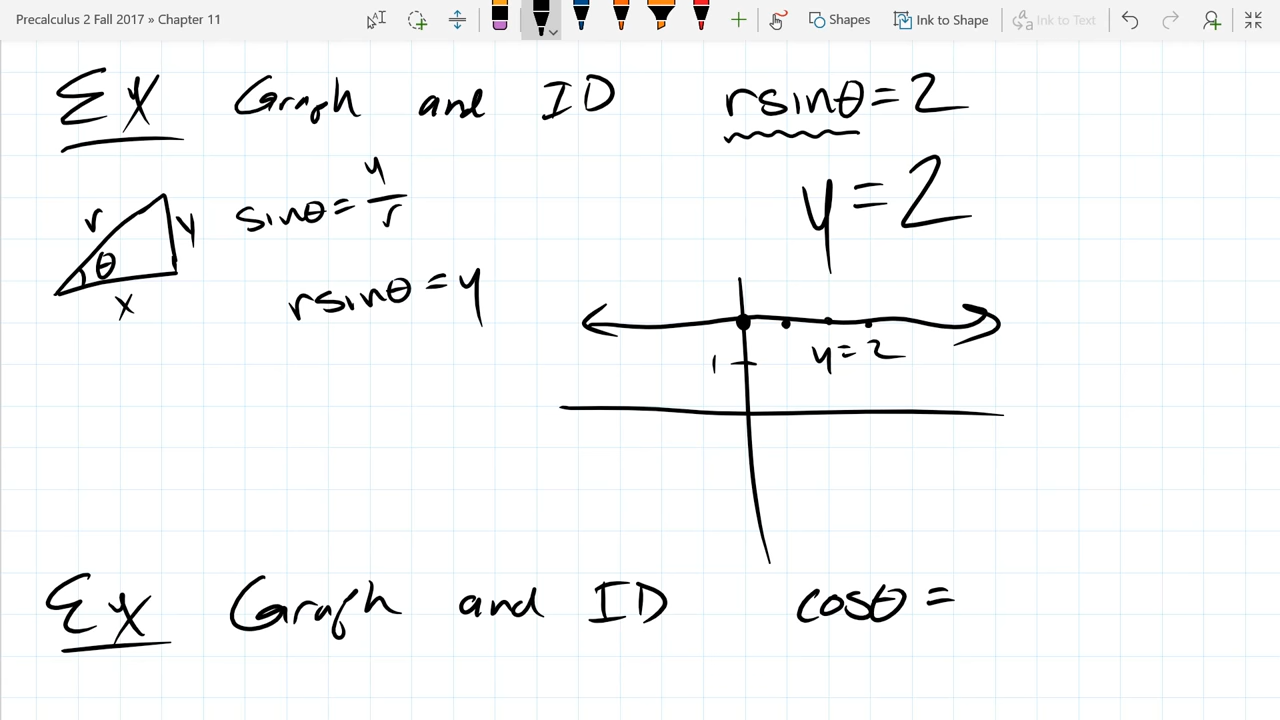 Precalculus 2 Fall 2017 » Chapter 11
Shapes
Ink to Shape
Ink to Text
Ex Graph and ID rsinθ = 2
y = 2
r y θ x
sinθ = y/r
rsinθ = y
1
y = 2
Ex Graph and ID cosθ =